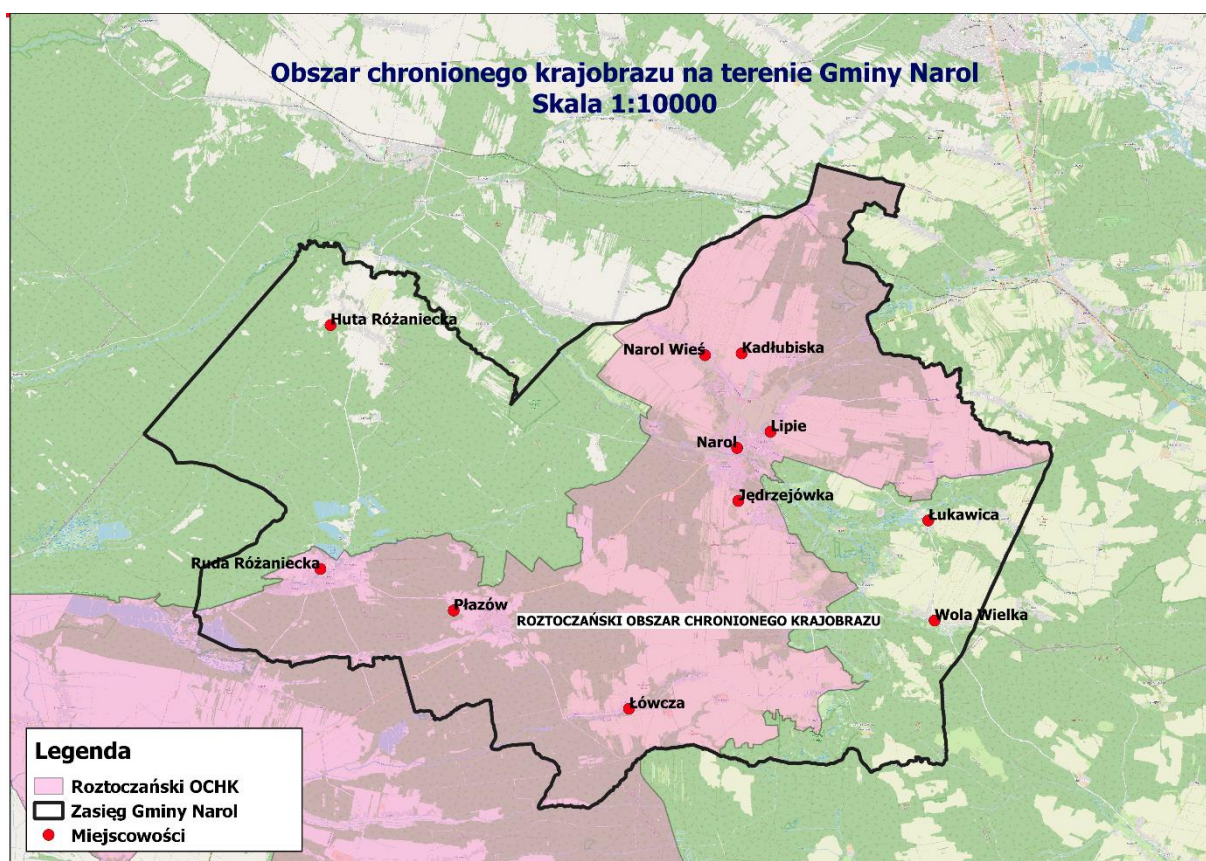 Obszar chronionego krajobrazu na terenie Gminy Narol
Skala 1:10000
Huta Różaniecka
Narol Wieś
Kadłubiska
Lipie
Narol
Jędrzejówka
Łukawica
Ruda Różaniecka
Płazów
ROZTOCZAŃSKI OBSZAR CHRONIONEGO KRAJOBRAZU
Wola Wielka
Łówcza
Legenda
Roztoczański OCHK
Zasięg Gminy Narol
Miejscowości